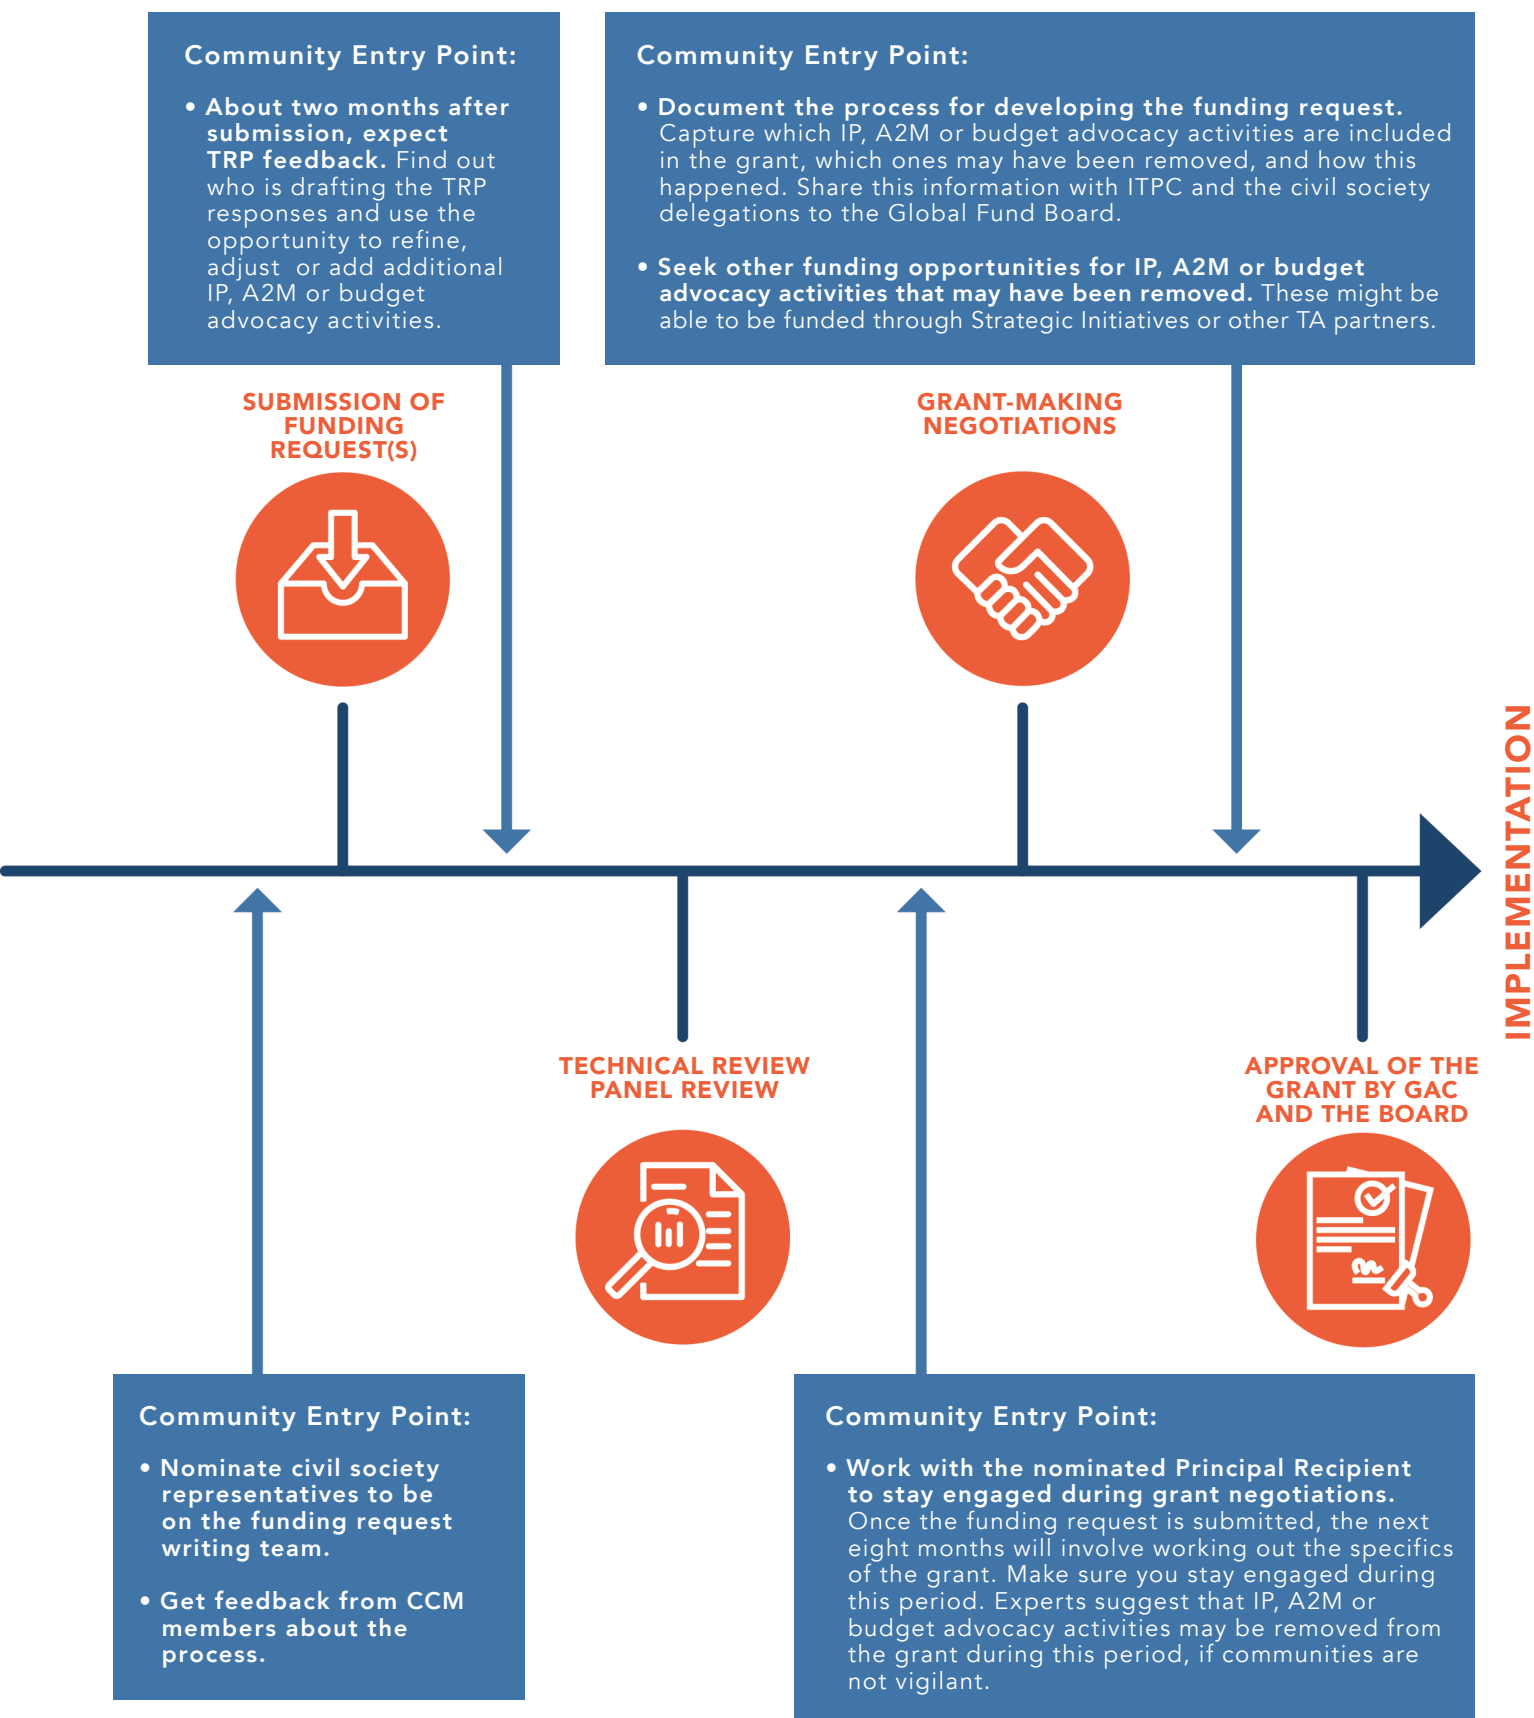 Community Entry Point:
• About two months after
submission, expect
TRP feedback. Find out
who is drafting the TRP
responses and use the
opportunity to refine,
adjust  or add additional
IP, A2M or budget
advocacy activities.
Community Entry Point:
• Document the process for developing the funding request.
Capture which IP, A2M or budget advocacy activities are included
in the grant, which ones may have been removed, and how this
happened. Share this information with ITPC and the civil society
delegations to the Global Fund Board.
• Seek other funding opportunities for IP, A2M or budget
advocacy activities that may have been removed. These might be
able to be funded through Strategic Initiatives or other TA partners.
SUBMISSION OF
FUNDING
REQUEST(S)
GRANT-MAKING
NEGOTIATIONS
IMPLEMENTATION
TECHNICAL REVIEW
PANEL REVIEW
APPROVAL OF THE
GRANT BY GAC
AND THE BOARD
Community Entry Point:
• Nominate civil society
representatives to be
on the funding request
writing team.
• Get feedback from CCM
members about the
process.
Community Entry Point:
• Work with the nominated Principal Recipient
to stay engaged during grant negotiations.
Once the funding request is submitted, the next
eight months will involve working out the specifics
of the grant. Make sure you stay engaged during
this period. Experts suggest that IP, A2M or
budget advocacy activities may be removed from
the grant during this period, if communities are
not vigilant.